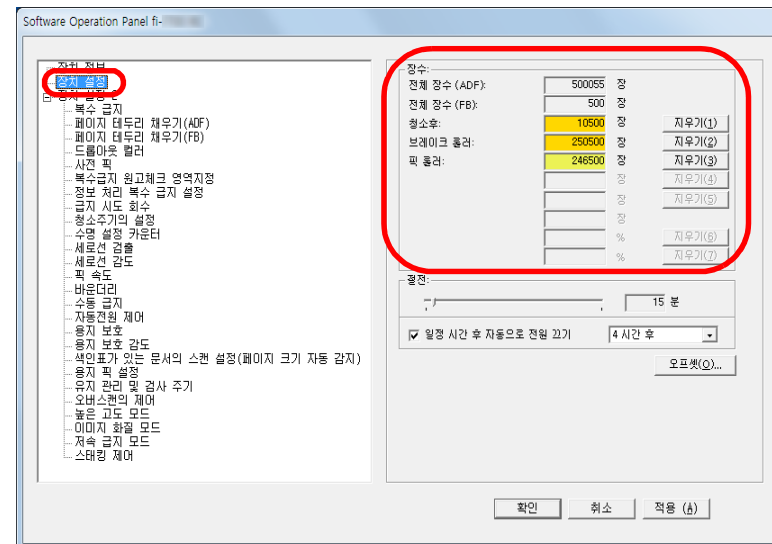 Software Operation Panel fi-
장치 정보
장치 설정
장치 설정 2
복수 급지
페이지 테두리 채우기(ADF)
페이지 테두리 채우기(FB)
드롭아웃 컬러
사전 픽
복수급지 원고체크 영역지정
정보 처리 복수 급지 설정
급지 시도 회수
청소주기의 설정
수명 설정 카운터
세로선 검출
세로선 감도
픽 속도
바운더리
수동 급지
자동전원 제어
용지 보호
용지 보호 감도
색인표가 있는 문서의 스캔 설정(페이지 크기 자동 감지)
용지 픽 설정
유지 관리 및 검사 주기
오버스캔의 제어
높은 고도 모드
이미지 화질 모드
저속 급지 모드
스태킹 제어
장수:
전체 장수 (ADF): 500055 장
전체 장수 (FB): 500 장
청소후: 10500 장 지우기(1)
브레이크 롤러: 250500 장 지우기(2)
픽 롤러: 246500 장 지우기(3)
장 지우기(4)
장 지우기(5)
장
% 지우기(6)
% 지우기(7)
절전:
15 분
일정 시간 후 자동으로 전원 끄기 4 시간 후
오프셋(O)...
확인 취소 적용 (A)